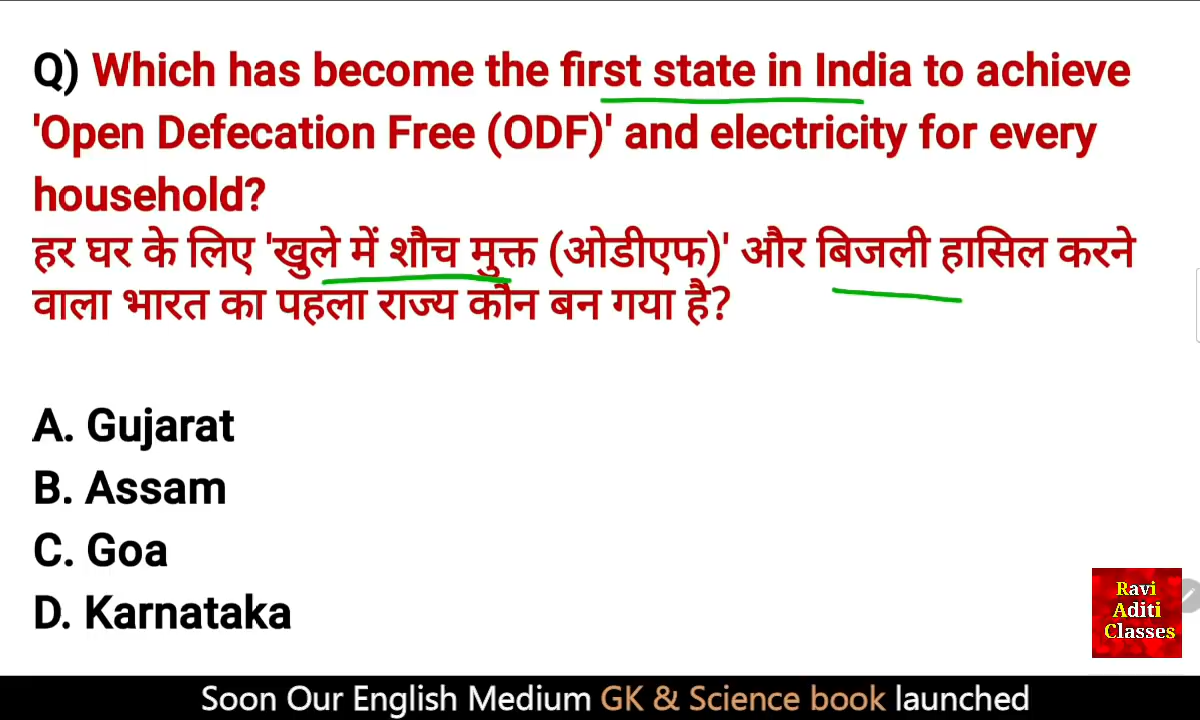 Q) Which has become the first state in India to achieve
'Open Defecation Free (ODF)' and electricity for every
household?
हर घर के लिए 'खुले में शौच मुक्त (ओडीएफ)' और बिजली हासिल करने
वाला भारत का पहला राज्य कौन बन गया है?
A. Gujarat
B. Assam
C. Goa
D. Karnataka
Ravi
Aditi
Classes
Soon Our English Medium GK & Science book launched